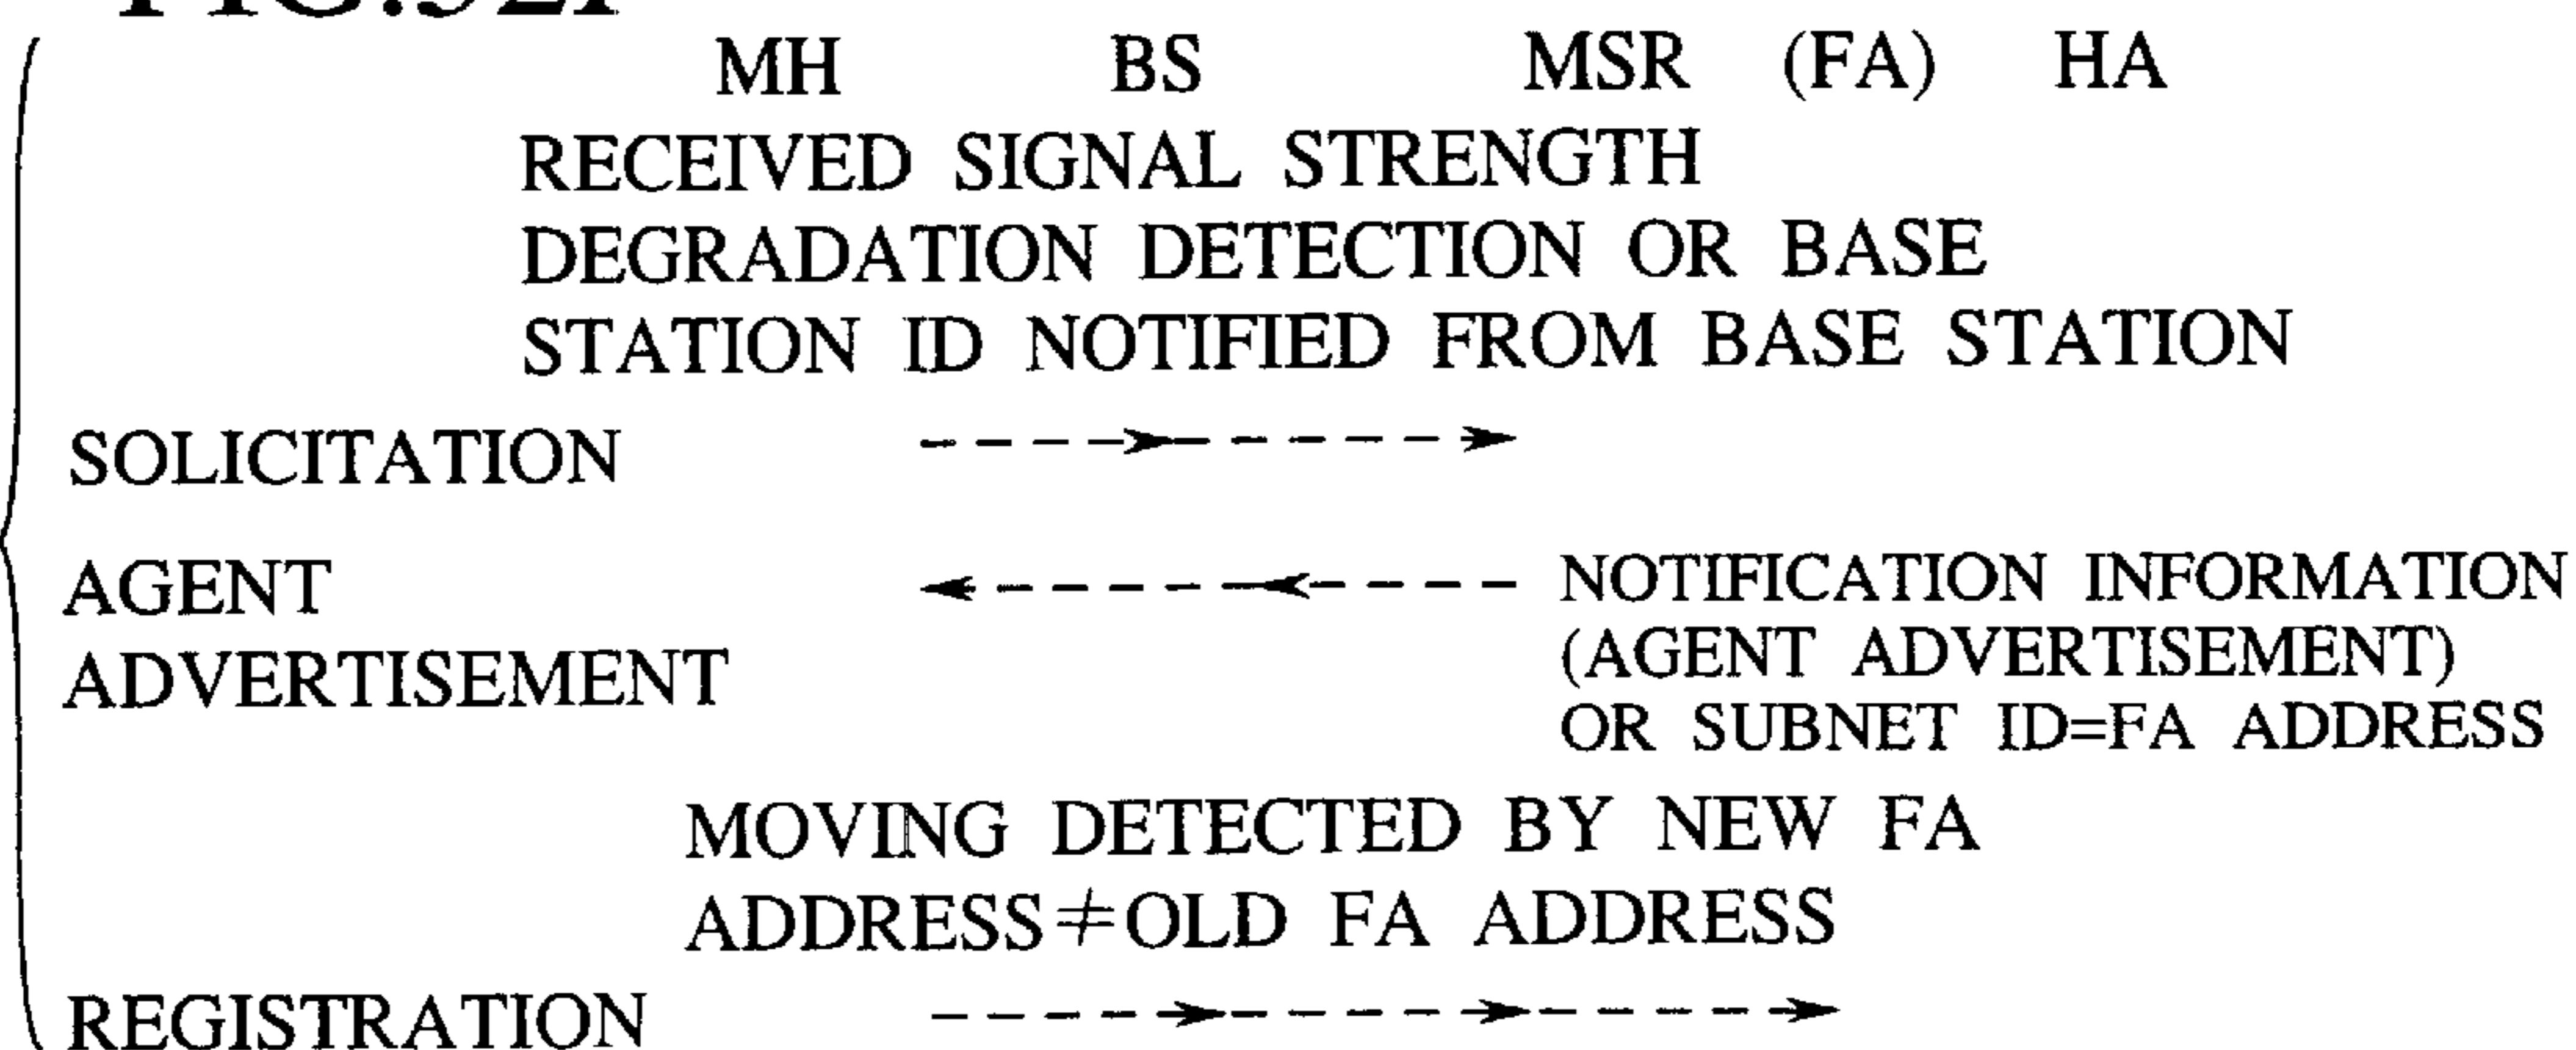 MH BS MSR (FA) HA
RECEIVED SIGNAL STRENGTH
DEGRADATION DETECTION OR BASE
STATION ID NOTIFIED FROM BASE STATION
SOLICITATION
AGENT
ADVERTISEMENT
NOTIFICATION INFORMATION
(AGENT ADVERTISEMENT)
OR SUBNET ID=FA ADDRESS
MOVING DETECTED BY NEW FA
ADDRESS≠OLD FA ADDRESS
REGISTRATION